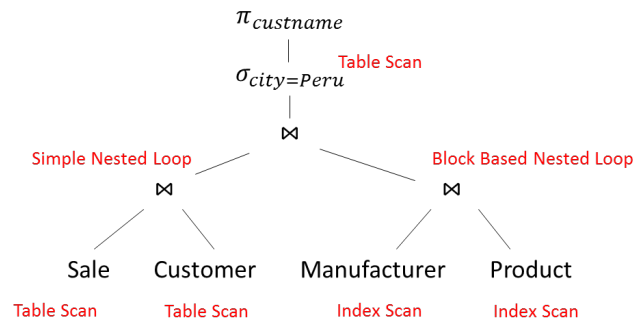 π custname
Table Scan
σ city=Peru
⋈
Simple Nested Loop
Block Based Nested Loop
⋈ ⋈
Sale Customer Manufacturer Product
Table Scan Table Scan Index Scan Index Scan